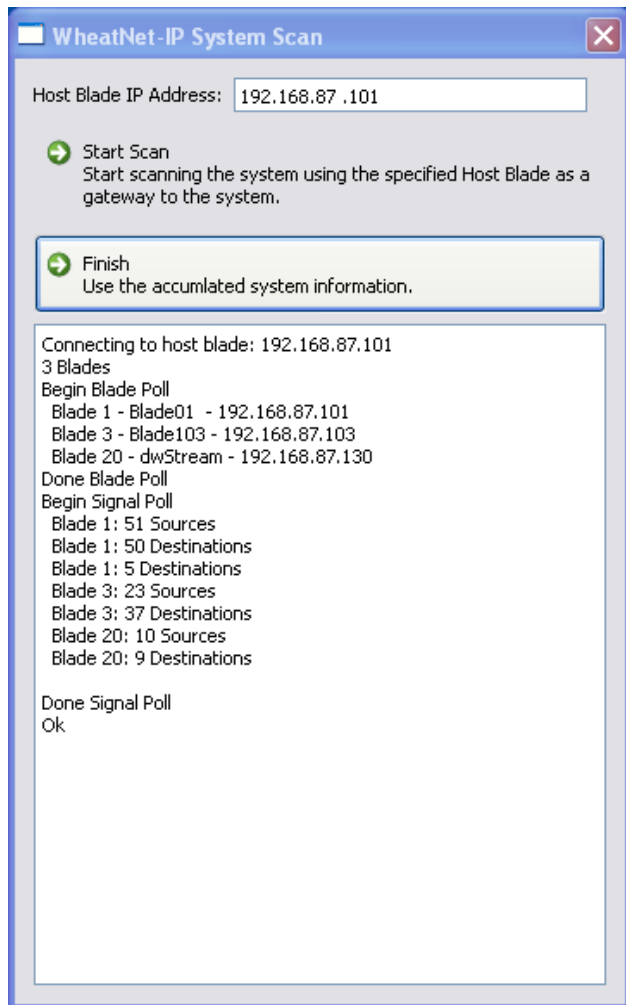 WheatNet-IP System Scan
Host Blade IP Address: 192.168.87 .101
Start Scan
Start scanning the system using the specified Host Blade as a
gateway to the system.
Finish
Use the accumlated system information.
Connecting to host blade: 192.168.87.101
3 Blades
Begin Blade Poll
Blade 1 - Blade01 - 192.168.87.101
Blade 3 - Blade103 - 192.168.87.103
Blade 20 - dwStream - 192.168.87.130
Done Blade Poll
Begin Signal Poll
Blade 1: 51 Sources
Blade 1: 50 Destinations
Blade 1: 5 Destinations
Blade 3: 23 Sources
Blade 3: 37 Destinations
Blade 20: 10 Sources
Blade 20: 9 Destinations
Done Signal Poll
Ok